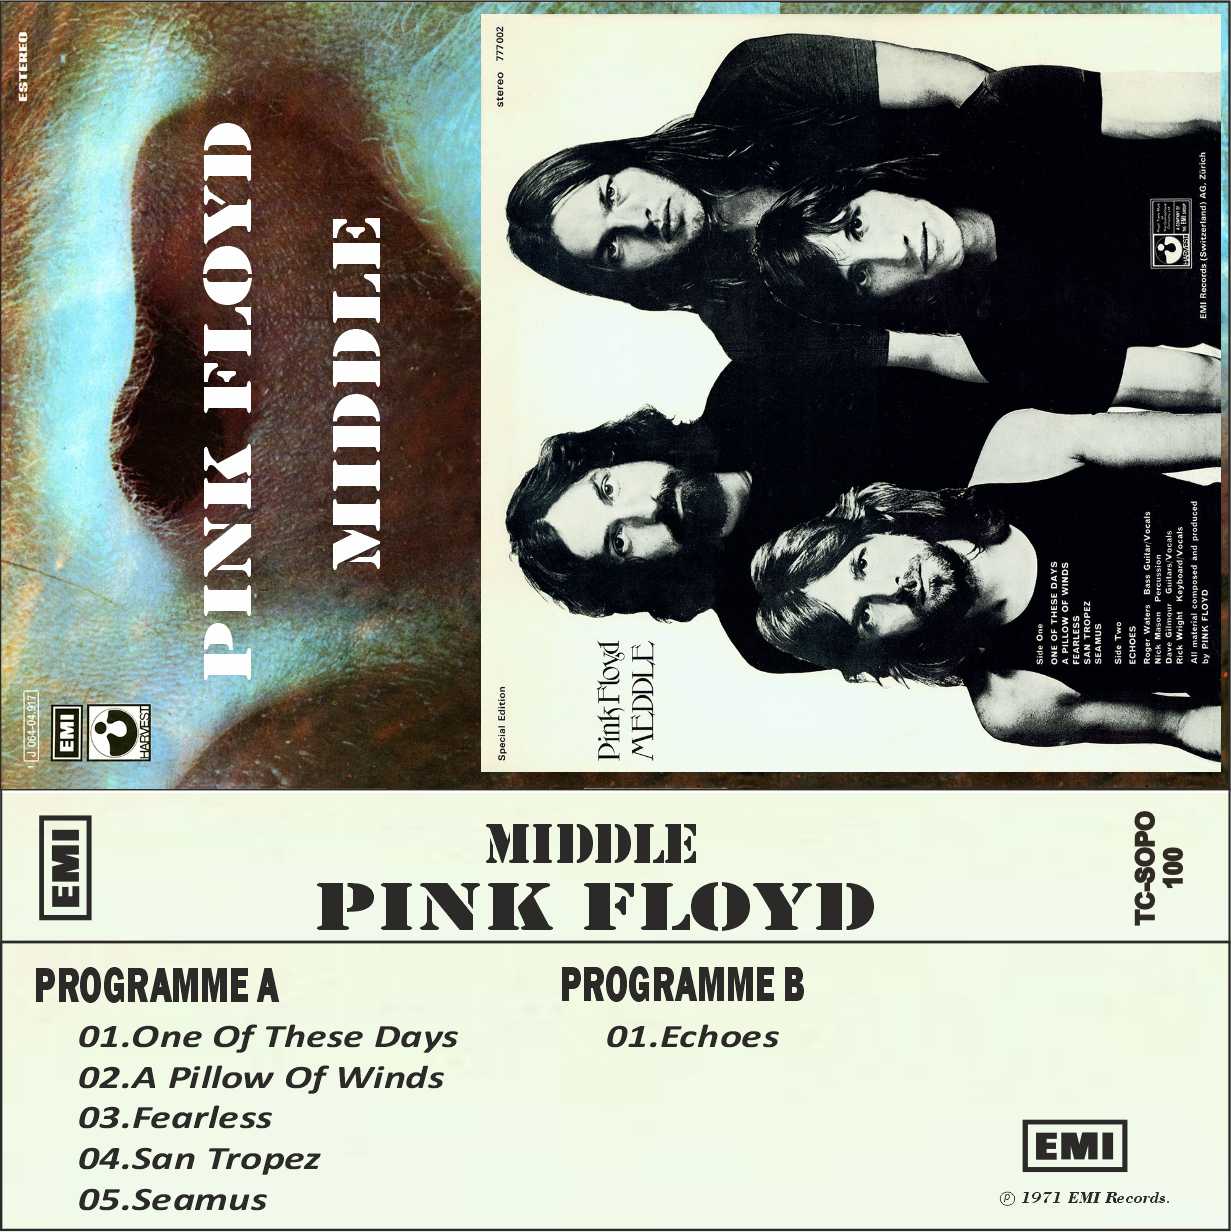 ESTEREO
PINK FLOYD
MIDDLE
J 064-04.917
EMI
HARVEST
stereo 777 002
Special Edition
Pink Floyd
MEDDLE
HARVEST
EMI Records (Switzerland) AG, Zürich
Side One
ONE OF THESE DAYS
A PILLOW OF WINDS
FEARLESS
SAN TROPEZ
SEAMUS
Side Two
ECHOES
Roger Waters Bass Guitar/Vocals
Nick Mason Percussion
Dave Gilmour Guitars/Vocals
Rick Wright Keyboard/Vocals
All material composed and produced
by PINK FLOYD
EMI
MIDDLE
PINK FLOYD
TC-SOPO
100
PROGRAMME A
01.One Of These Days
02.A Pillow Of Winds
03.Fearless
04.San Tropez
05.Seamus
PROGRAMME B
01.Echoes
EMI
℗ 1971 EMI Records.